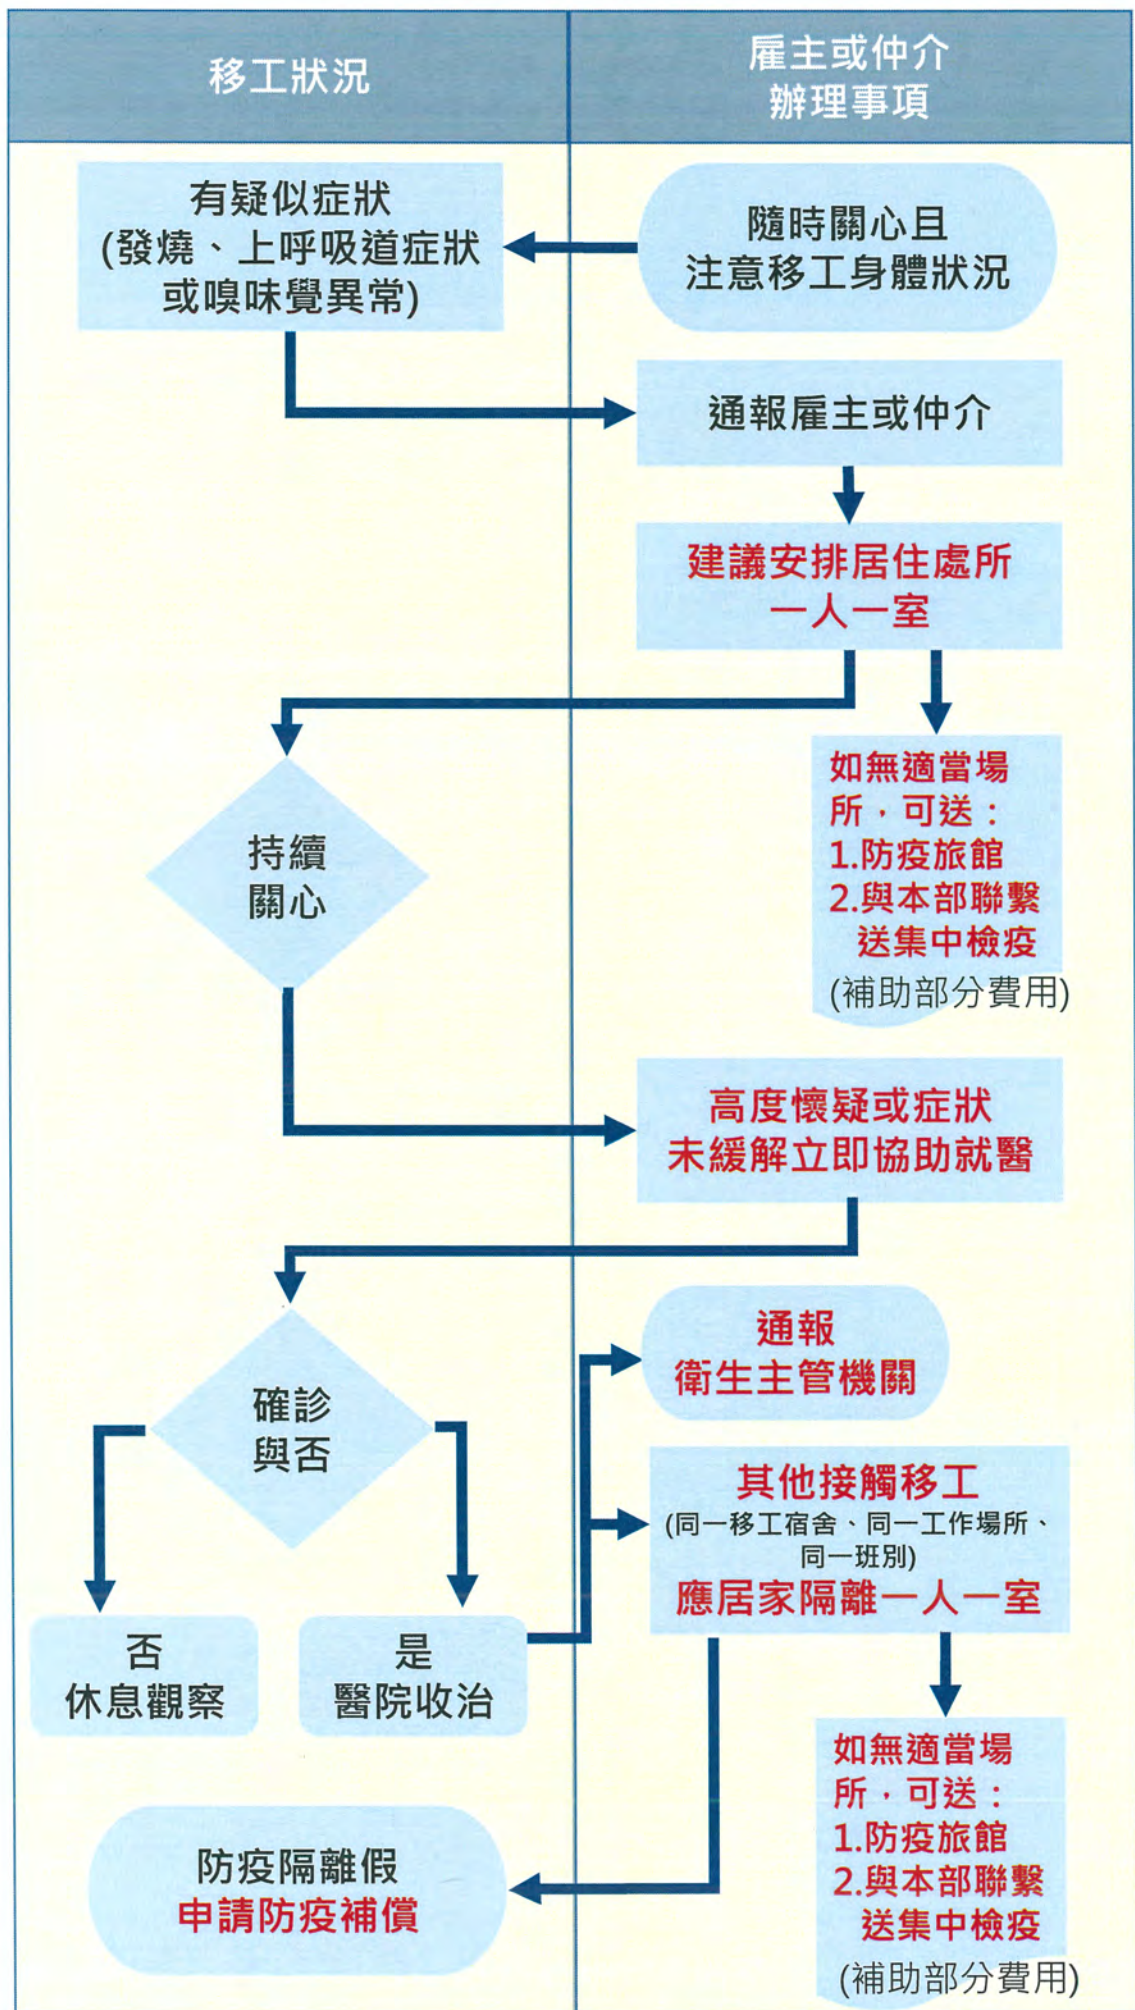 移工狀況
雇主或仲介
辦理事項
有疑似症狀
(發燒、上呼吸道症狀
或嗅味覺異常)
隨時關心且
注意移工身體狀況
通報雇主或仲介
建議安排居住處所
一人一室
如無適當場
所，可送：
1.防疫旅館
2.與本部聯繫
送集中檢疫
(補助部分費用)
持續
關心
高度懷疑或症狀
未緩解立即協助就醫
確診
與否
通報
衛生主管機關
其他接觸移工
(同一移工宿舍、同一工作場所、
同一班別)
應居家隔離一人一室
否
休息觀察
是
醫院收治
如無適當場
所，可送：
1.防疫旅館
2.與本部聯繫
送集中檢疫
(補助部分費用)
防疫隔離假
申請防疫補償